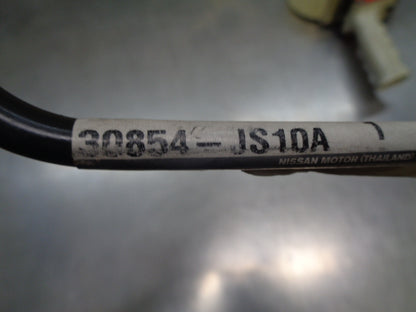 30854-JS10A
NISSAN MOTOR (THAILAND)